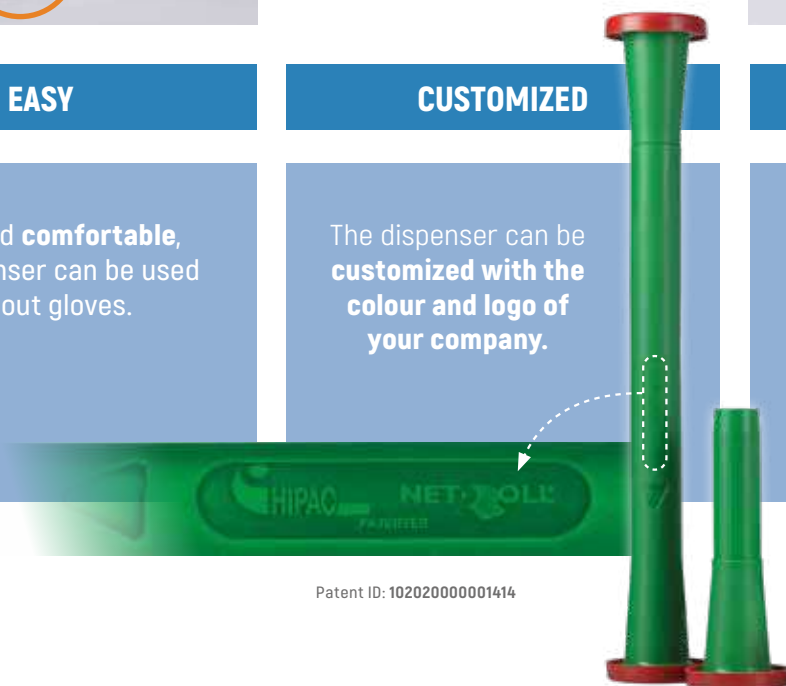 EASY
CUSTOMIZED
d comfortable,
nser can be used
out gloves.
The dispenser can be
customized with the
colour and logo of
your company.
HIPAC NET-ROLL
PATENTED
Patent ID: 102020000001414